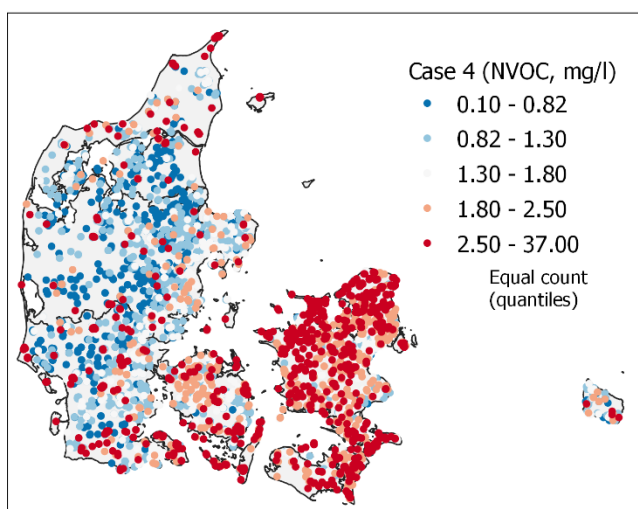 Case 4 (NVOC, mg/l)
0.10 - 0.82
0.82 - 1.30
1.30 - 1.80
1.80 - 2.50
2.50 - 37.00
Equal count
(quantiles)